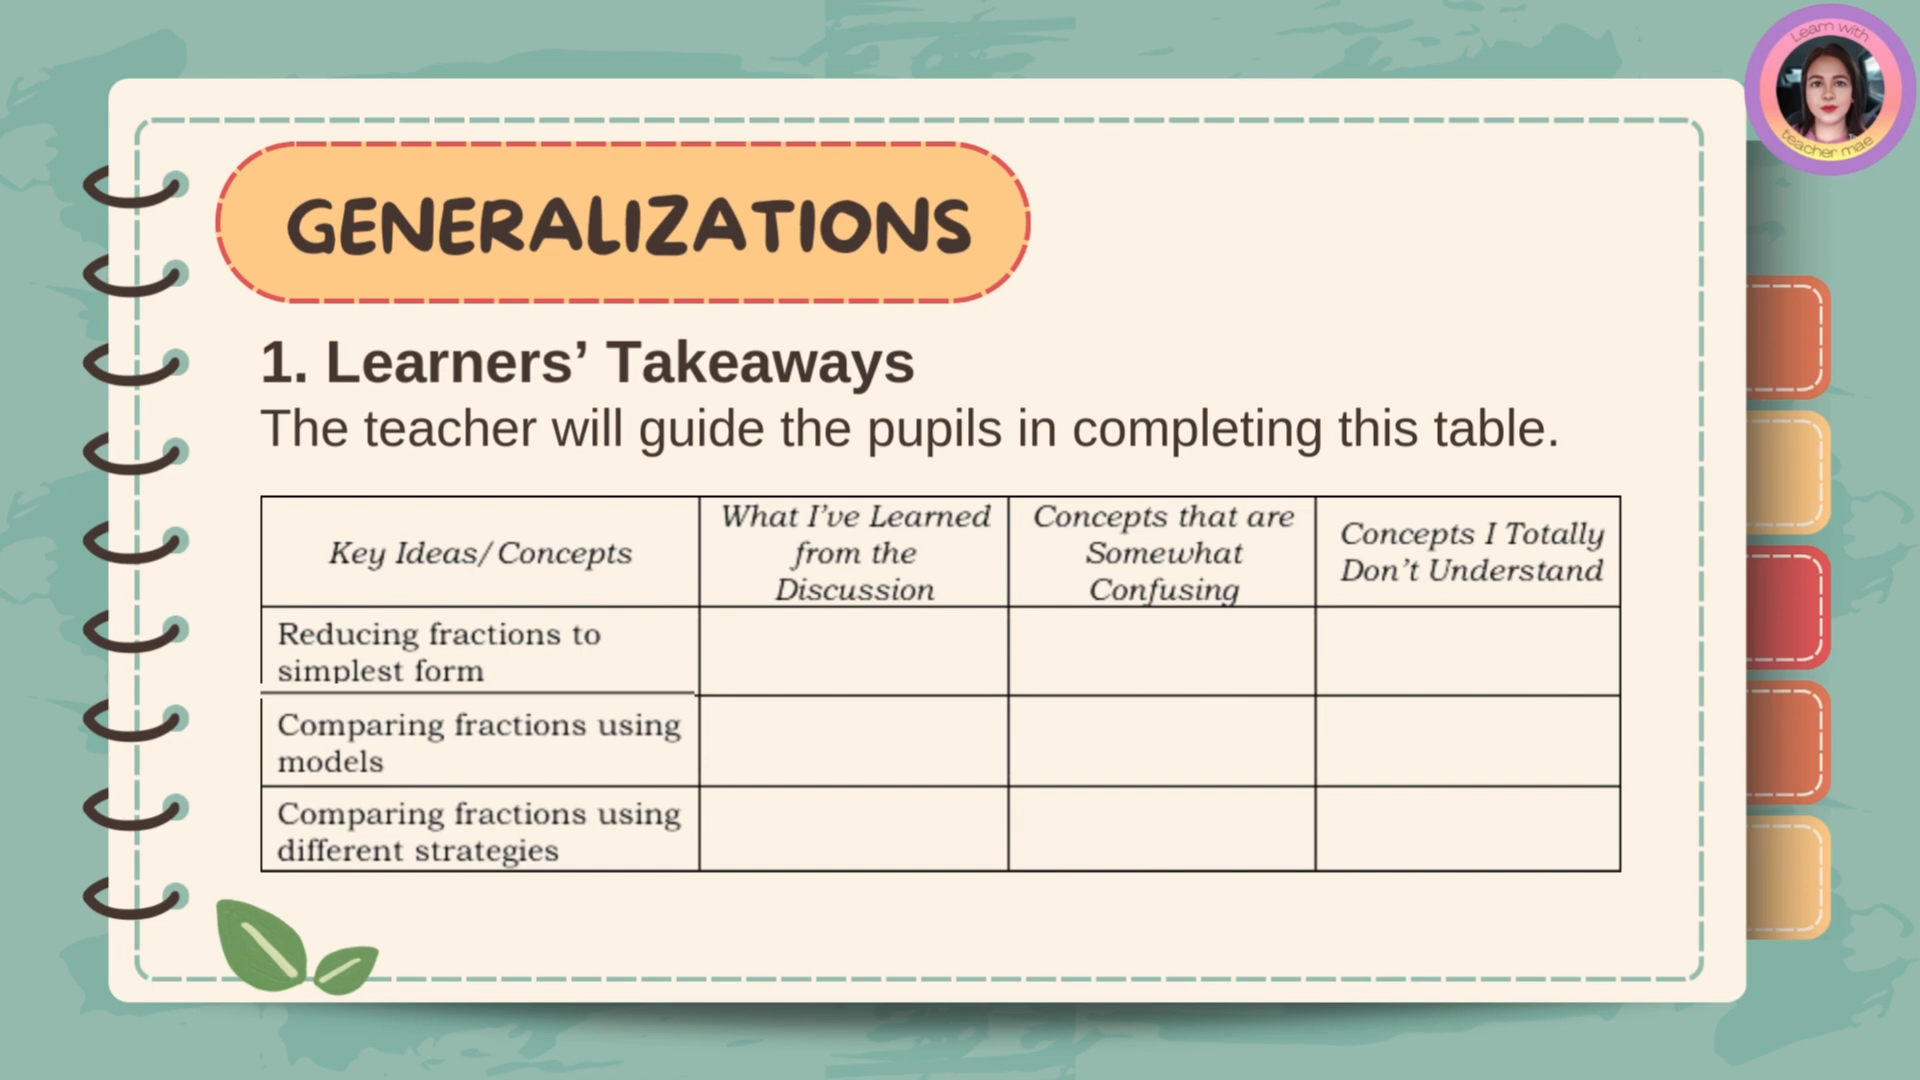 Learn with
teacher mae
GENERALIZATIONS
1. Learners’ Takeaways
The teacher will guide the pupils in completing this table.
Key Ideas/Concepts
What I’ve Learned
from the
Discussion
Concepts that are
Somewhat
Confusing
Concepts I Totally
Don’t Understand
Reducing fractions to
simplest form
Comparing fractions using
models
Comparing fractions using
different strategies